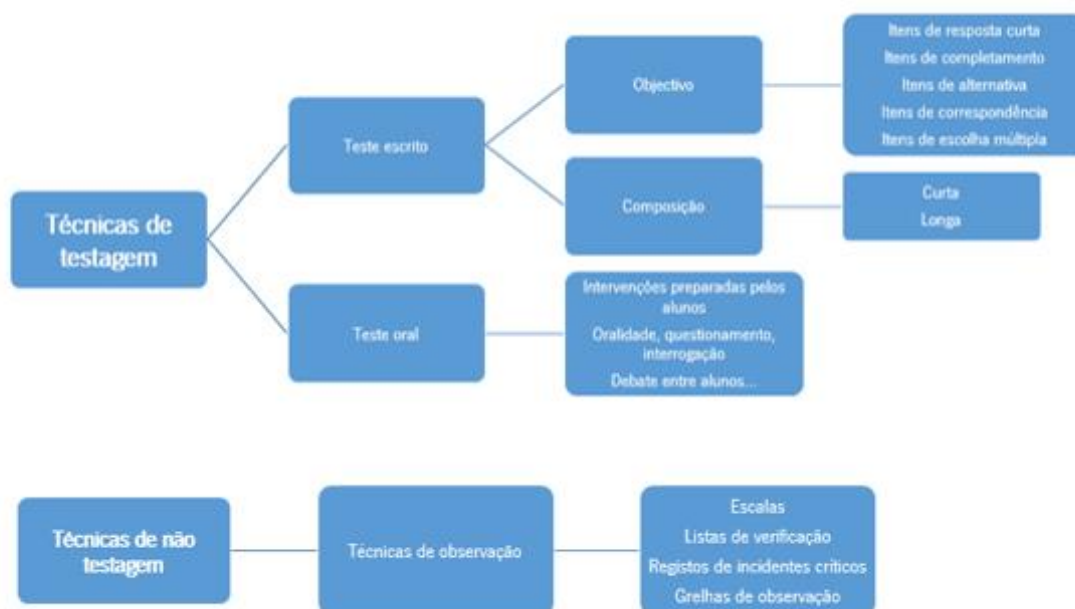 Técnicas de
testagem
Teste escrito
Objectivo
Itens de resposta curta
Itens de completamento
Itens de alternativa
Itens de correspondência
Itens de escolha múltipla
Composição
Curta
Longa
Teste oral
Intervenções preparadas pelos
alunos
Oralidade, questionamento,
interrogação
Debate entre alunos...
Técnicas de não
testagem
Técnicas de observação
Escalas
Listas de verificação
Registos de incidentes críticos
Grelhas de observação